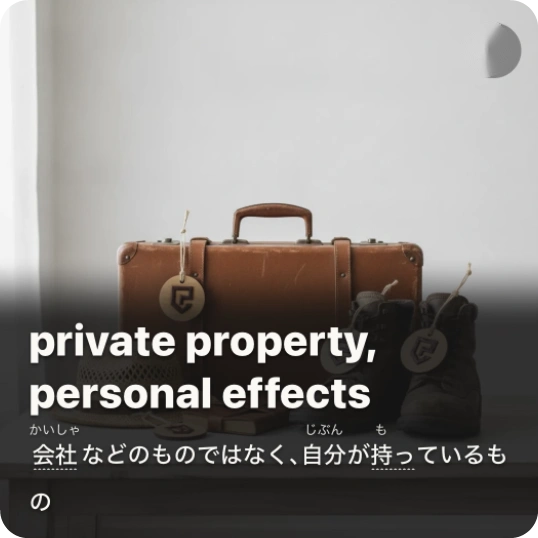 private property,
personal effects
かいしゃ じぶん も
会社などのものではなく、自分が持っているも
の